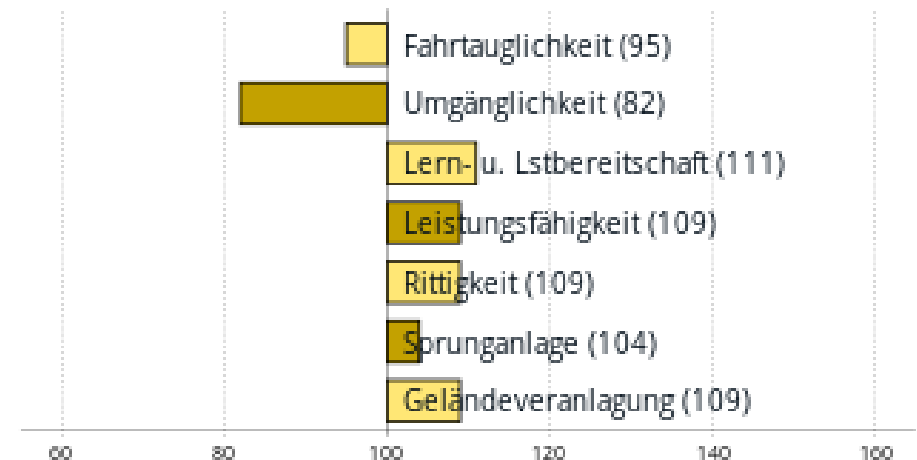 Fahrtauglichkeit (95)
Umgänglichkeit (82)
Lern- u. Lstbereitschaft (111)
Leistungsfähigkeit (109)
Rittigkeit (109)
Sprunganlage (104)
Geländeveranlagung (109)
60 80 100 120 140 160